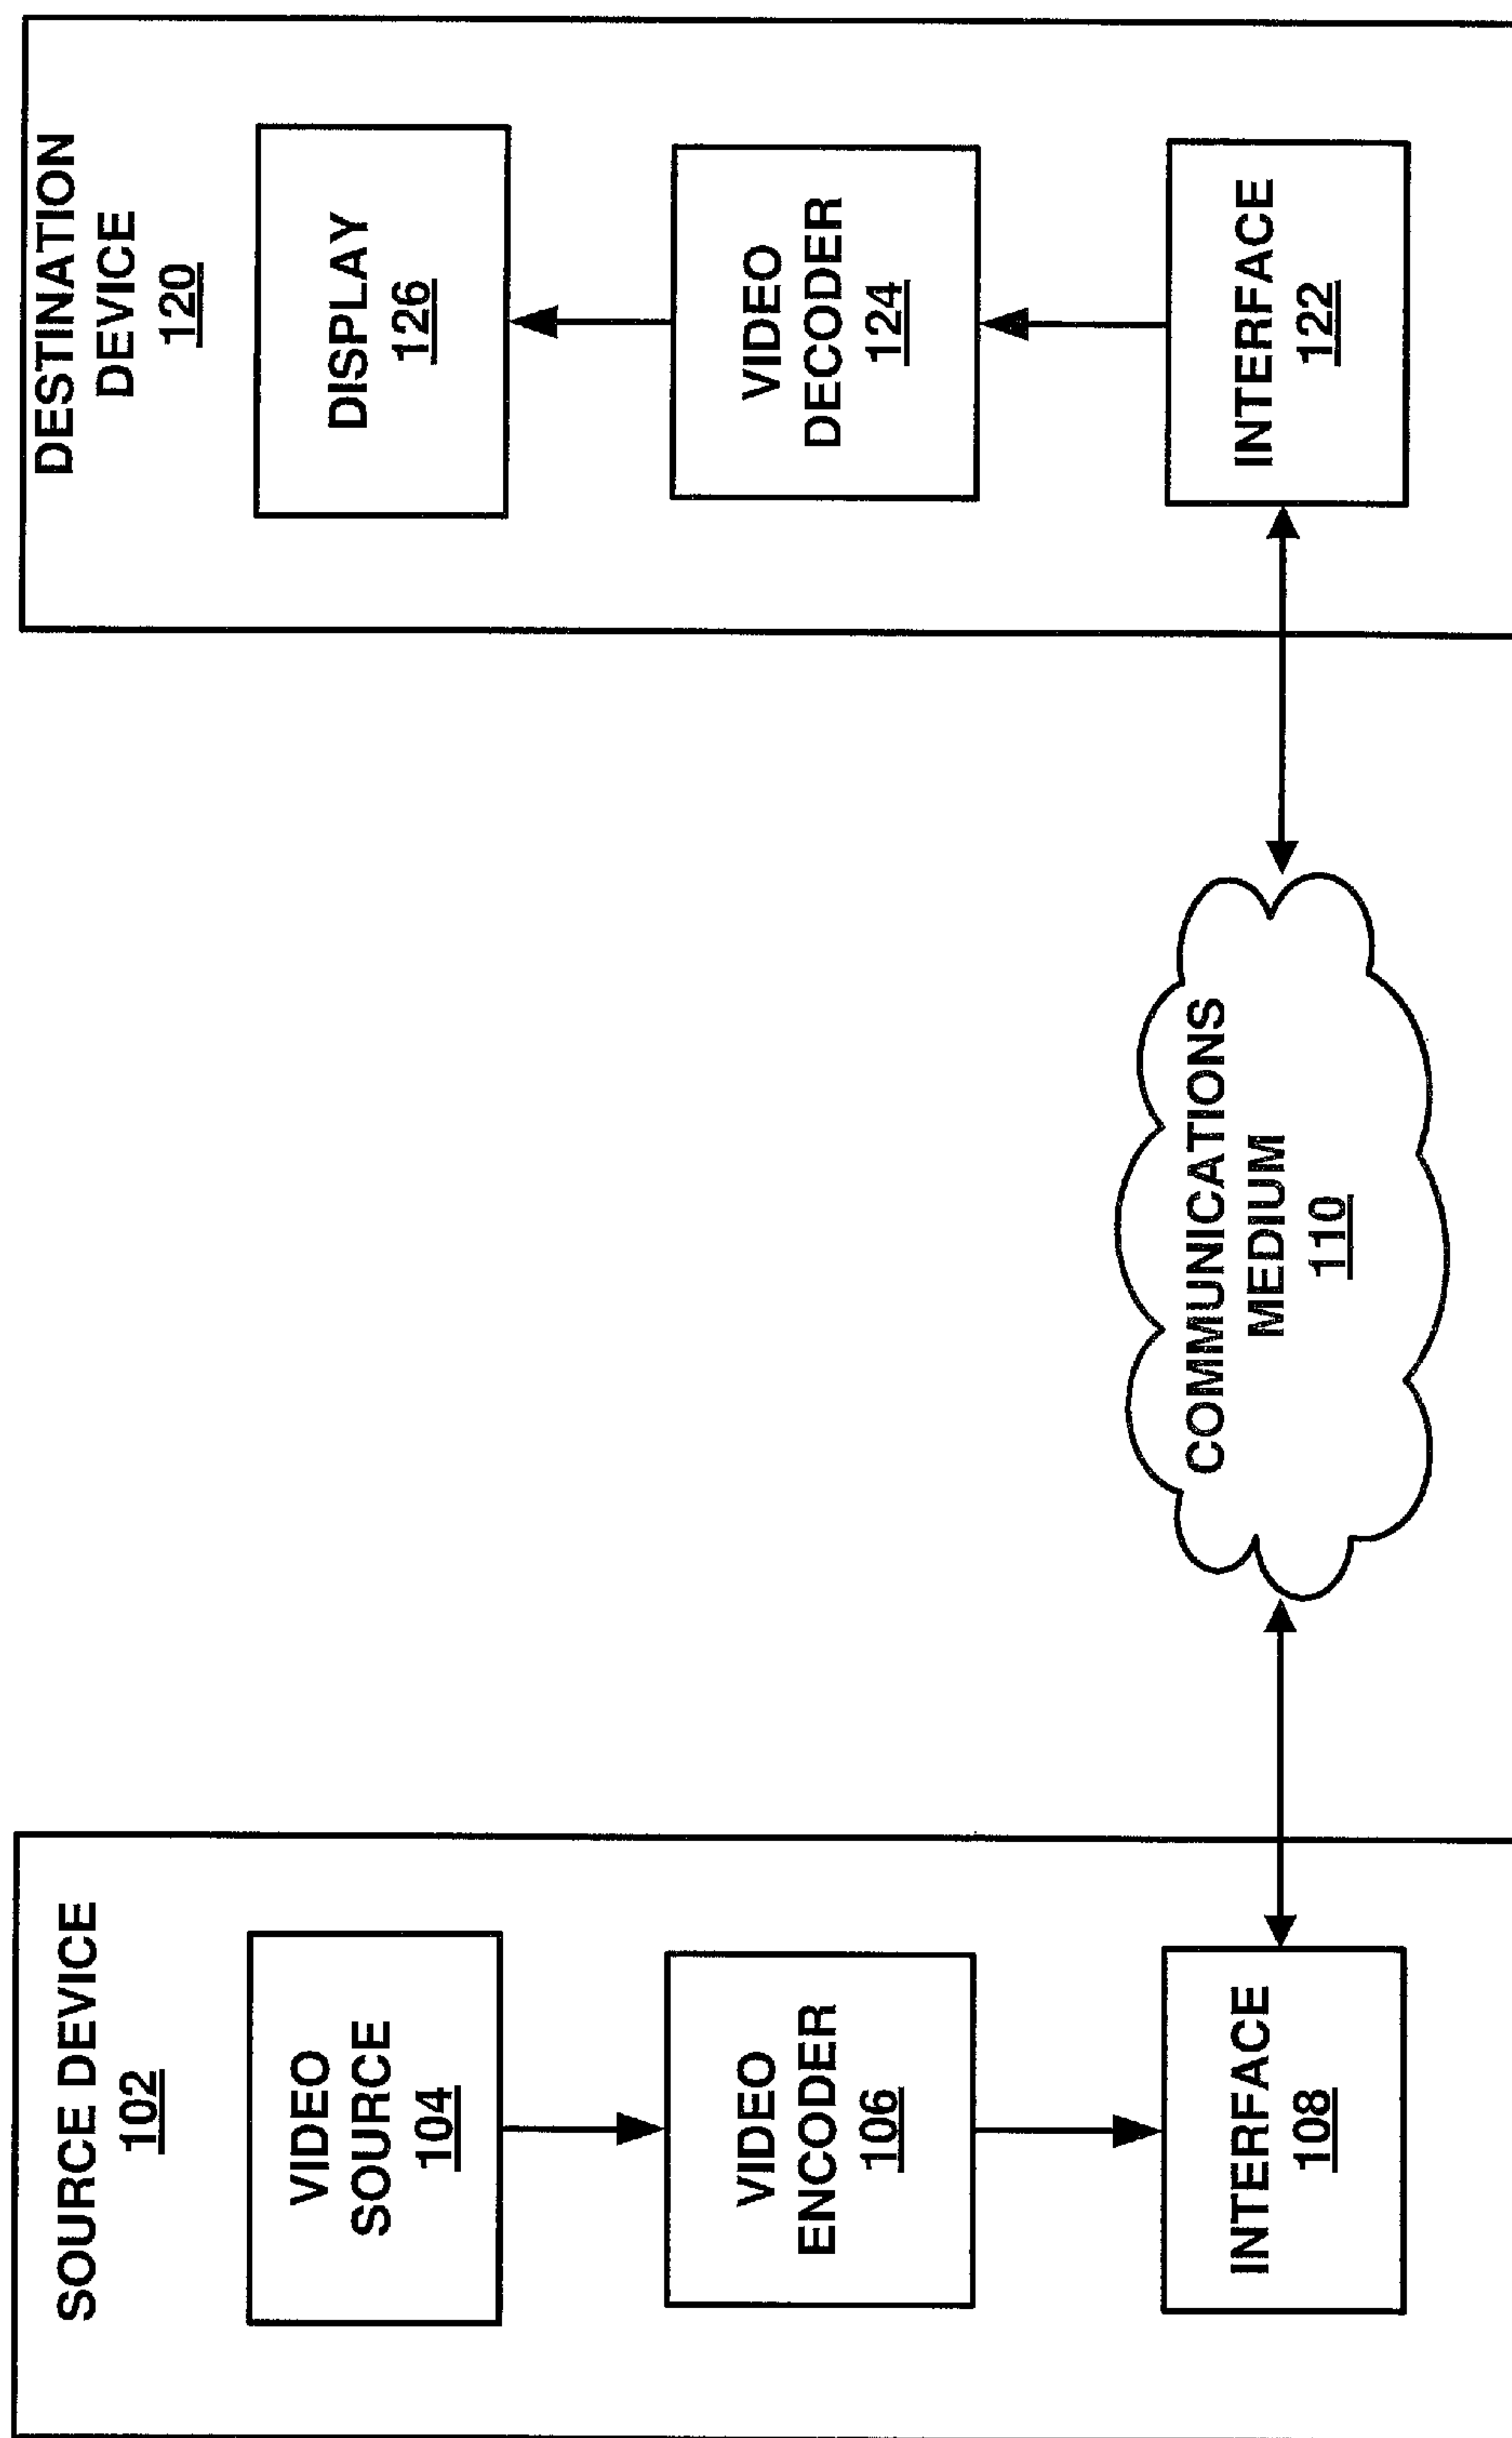 SOURCE DEVICE
102
VIDEO
SOURCE
104
VIDEO
ENCODER
106
INTERFACE
108
COMMUNICATIONS
MEDIUM
110
DESTINATION
DEVICE
120
DISPLAY
126
VIDEO
DECODER
124
INTERFACE
122